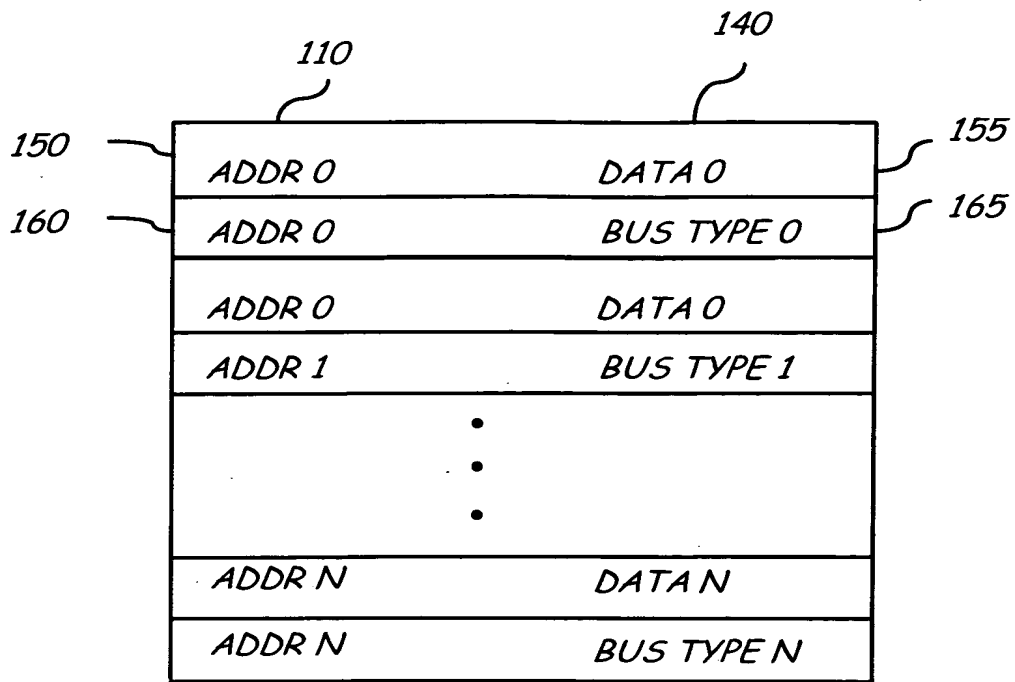 140
110
150
155
ADDR 0 DATA 0
160
165
ADDR 0 BUS TYPE 0
ADDR 0 DATA 0
ADDR 1 BUS TYPE 1
ADDR N DATA N
ADDR N BUS TYPE N